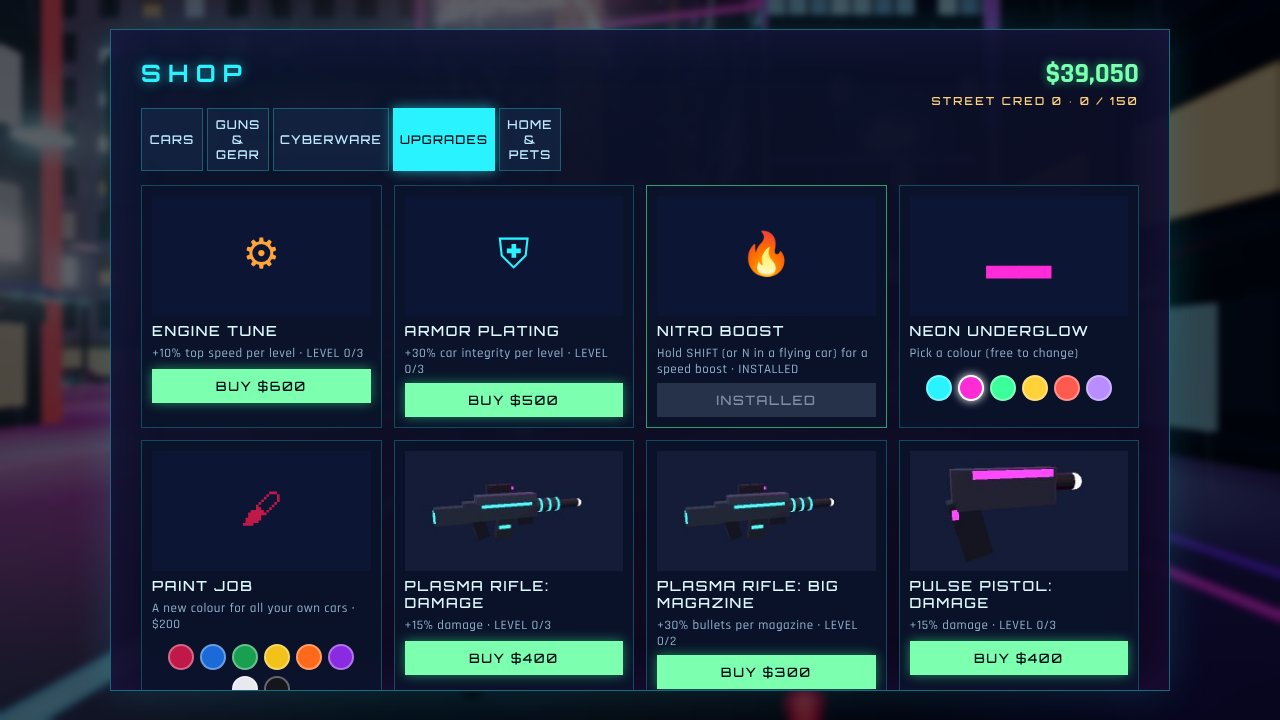 SHOP
$39,050
STREET CRED 0 · 0 / 150
CARS
GUNS
&
GEAR
CYBERWARE
UPGRADES
HOME
&
PETS
ENGINE TUNE
+10% top speed per level · LEVEL 0/3
BUY $600
ARMOR PLATING
+30% car integrity per level · LEVEL
0/3
BUY $500
NITRO BOOST
Hold SHIFT (or N in a flying car) for a
speed boost · INSTALLED
INSTALLED
NEON UNDERGLOW
Pick a colour (free to change)
PAINT JOB
A new colour for all your own cars ·
$200
PLASMA RIFLE:
DAMAGE
+15% damage · LEVEL 0/3
BUY $400
PLASMA RIFLE: BIG
MAGAZINE
+30% bullets per magazine · LEVEL
0/2
BUY $300
PULSE PISTOL:
DAMAGE
+15% damage · LEVEL 0/3
BUY $400